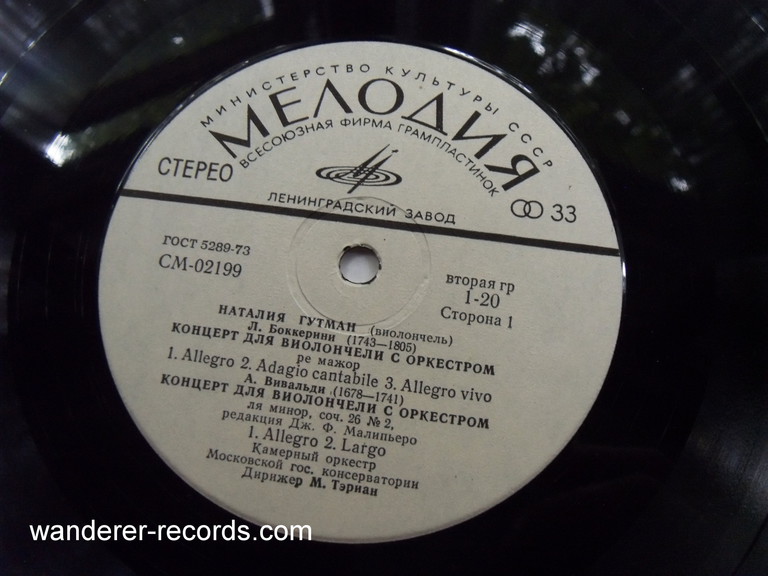 МИНИСТЕРСТВО КУЛЬТУРЫ СССР
МЕЛОДИЯ
ВСЕСОЮЗНАЯ ФИРМА ГРАМПЛАСТИНОК
СТЕРЕО
33
ЛЕНИНГРАДСКИЙ ЗАВОД
ГОСТ 5289-73
СМ-02199
вторая гр
1-20
Сторона 1
НАТАЛИЯ ГУТМАН (виолончель)
Л. Боккерини (1743—1805)
КОНЦЕРТ ДЛЯ ВИОЛОНЧЕЛИ С ОРКЕСТРОМ
ре мажор
1. Allegro 2. Adagio cantabile 3. Allegro vivo
А. Вивальди (1678—1741)
КОНЦЕРТ ДЛЯ ВИОЛОНЧЕЛИ С ОРКЕСТРОМ
ля минор, соч. 26 № 2,
редакция Дж. Ф. Малипьеро
1. Allegro 2. Largo
Камерный оркестр
Московской гос. консерватории
Дирижер М. Тэриан
wanderer-records.com